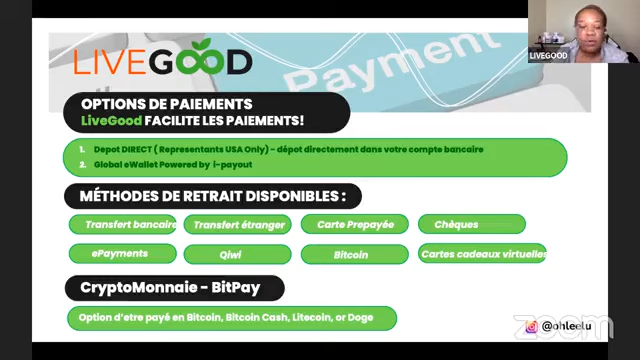 LIVEGOOD
Payment
LIVEGOOD
OPTIONS DE PAIEMENTS
LiveGood FACILITE LES PAIEMENTS!
1. Depot DIRECT ( Representants USA Only) - dépot directement dans votre compte bancaire
2. Global eWallet Powered by i-payout
MÉTHODES DE RETRAIT DISPONIBLES :
Transfert bancaire Transfert étranger Carte Prepayée Chèques
ePayments Qiwi Bitcoin Cartes cadeaux virtuelles
CryptoMonnaie - BitPay
Option d'etre payé en Bitcoin, Bitcoin Cash, Litecoin, or Doge
zoom
@ohleelu